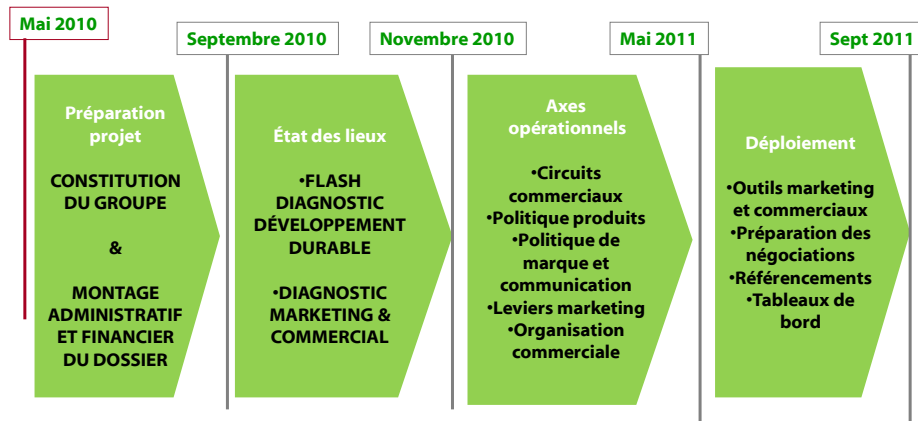 Mai 2010
Septembre 2010
Novembre 2010
Mai 2011
Sept 2011
Préparation
projet
CONSTITUTION
DU GROUPE
&
MONTAGE
ADMINISTRATIF
ET FINANCIER
DU DOSSIER
État des lieux
•FLASH
DIAGNOSTIC
DÉVELOPPEMENT
DURABLE
•DIAGNOSTIC
MARKETING &
COMMERCIAL
Axes
opérationnels
•Circuits
commerciaux
•Politique produits
•Politique de
marque et
communication
•Leviers marketing
•Organisation
commerciale
Déploiement
•Outils marketing
et commerciaux
•Préparation des
négociations
•Référencements
•Tableaux de
bord